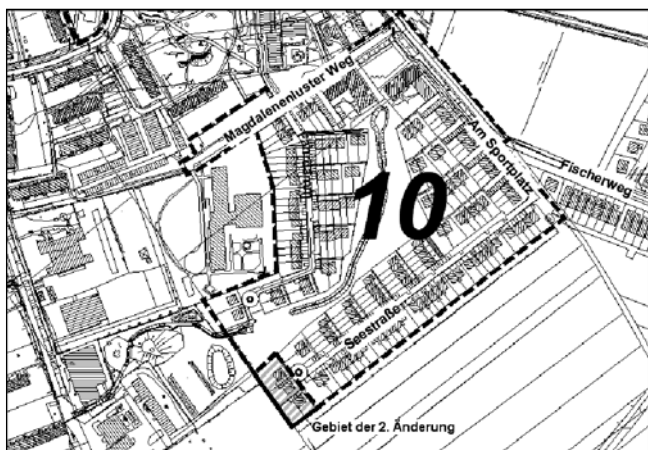 Magdalenenluster Weg
Am Sportplatz
Fischerweg
10
Seestraße
Gebiet der 2. Änderung